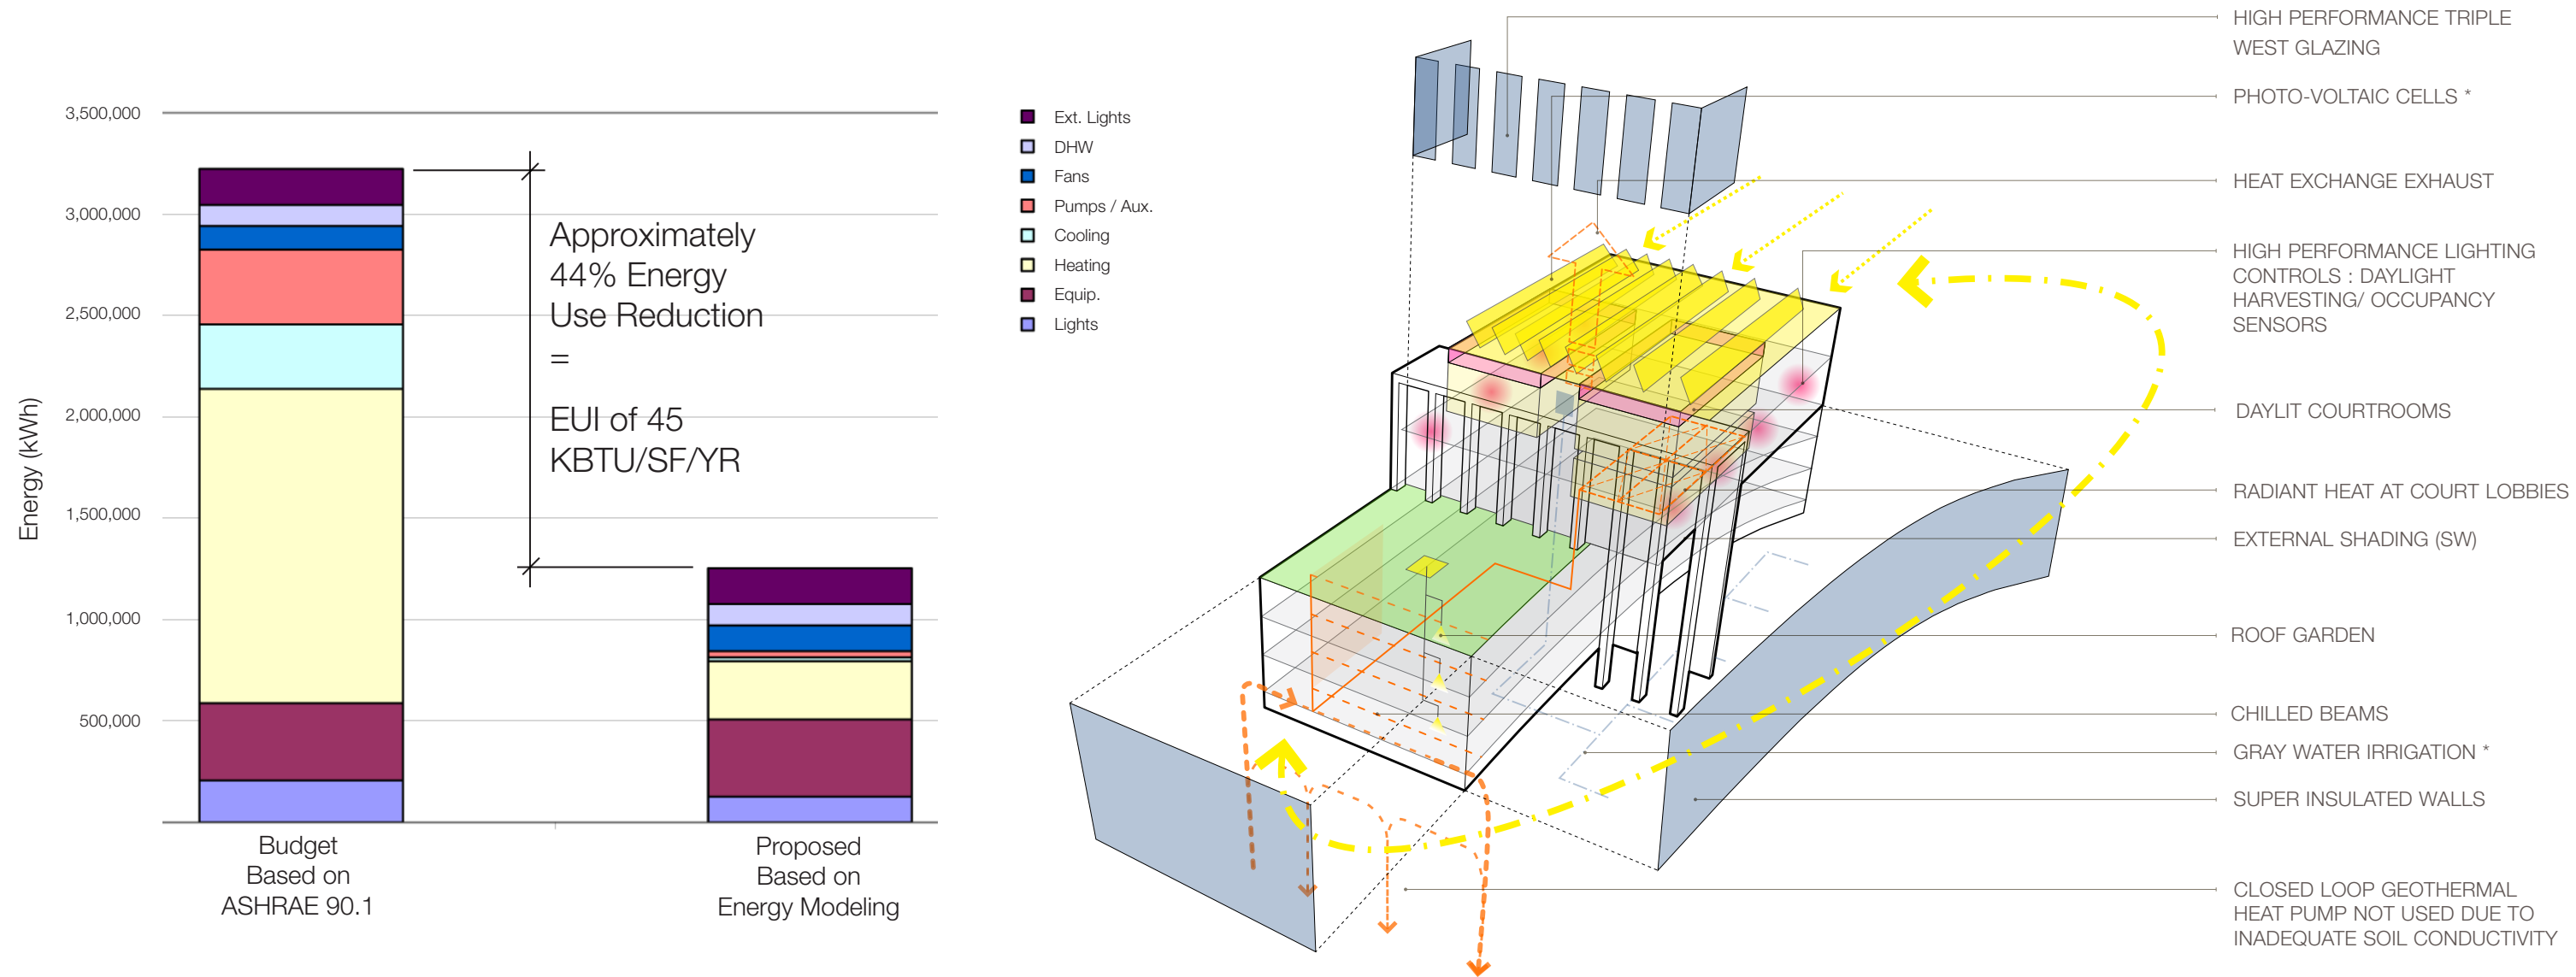 3,500,000
3,000,000
2,500,000
2,000,000
1,500,000
1,000,000
500,000
Energy (kWh)
Budget
Based on
ASHRAE 90.1
Proposed
Based on
Energy Modeling
Approximately
44% Energy
Use Reduction
=
EUI of 45
KBTU/SF/YR
Ext. Lights
DHW
Fans
Pumps / Aux.
Cooling
Heating
Equip.
Lights
HIGH PERFORMANCE TRIPLE
WEST GLAZING
PHOTO-VOLTAIC CELLS *
HEAT EXCHANGE EXHAUST
HIGH PERFORMANCE LIGHTING
CONTROLS : DAYLIGHT
HARVESTING/ OCCUPANCY
SENSORS
DAYLIT COURTROOMS
RADIANT HEAT AT COURT LOBBIES
EXTERNAL SHADING (SW)
ROOF GARDEN
CHILLED BEAMS
GRAY WATER IRRIGATION *
SUPER INSULATED WALLS
CLOSED LOOP GEOTHERMAL
HEAT PUMP NOT USED DUE TO
INADEQUATE SOIL CONDUCTIVITY